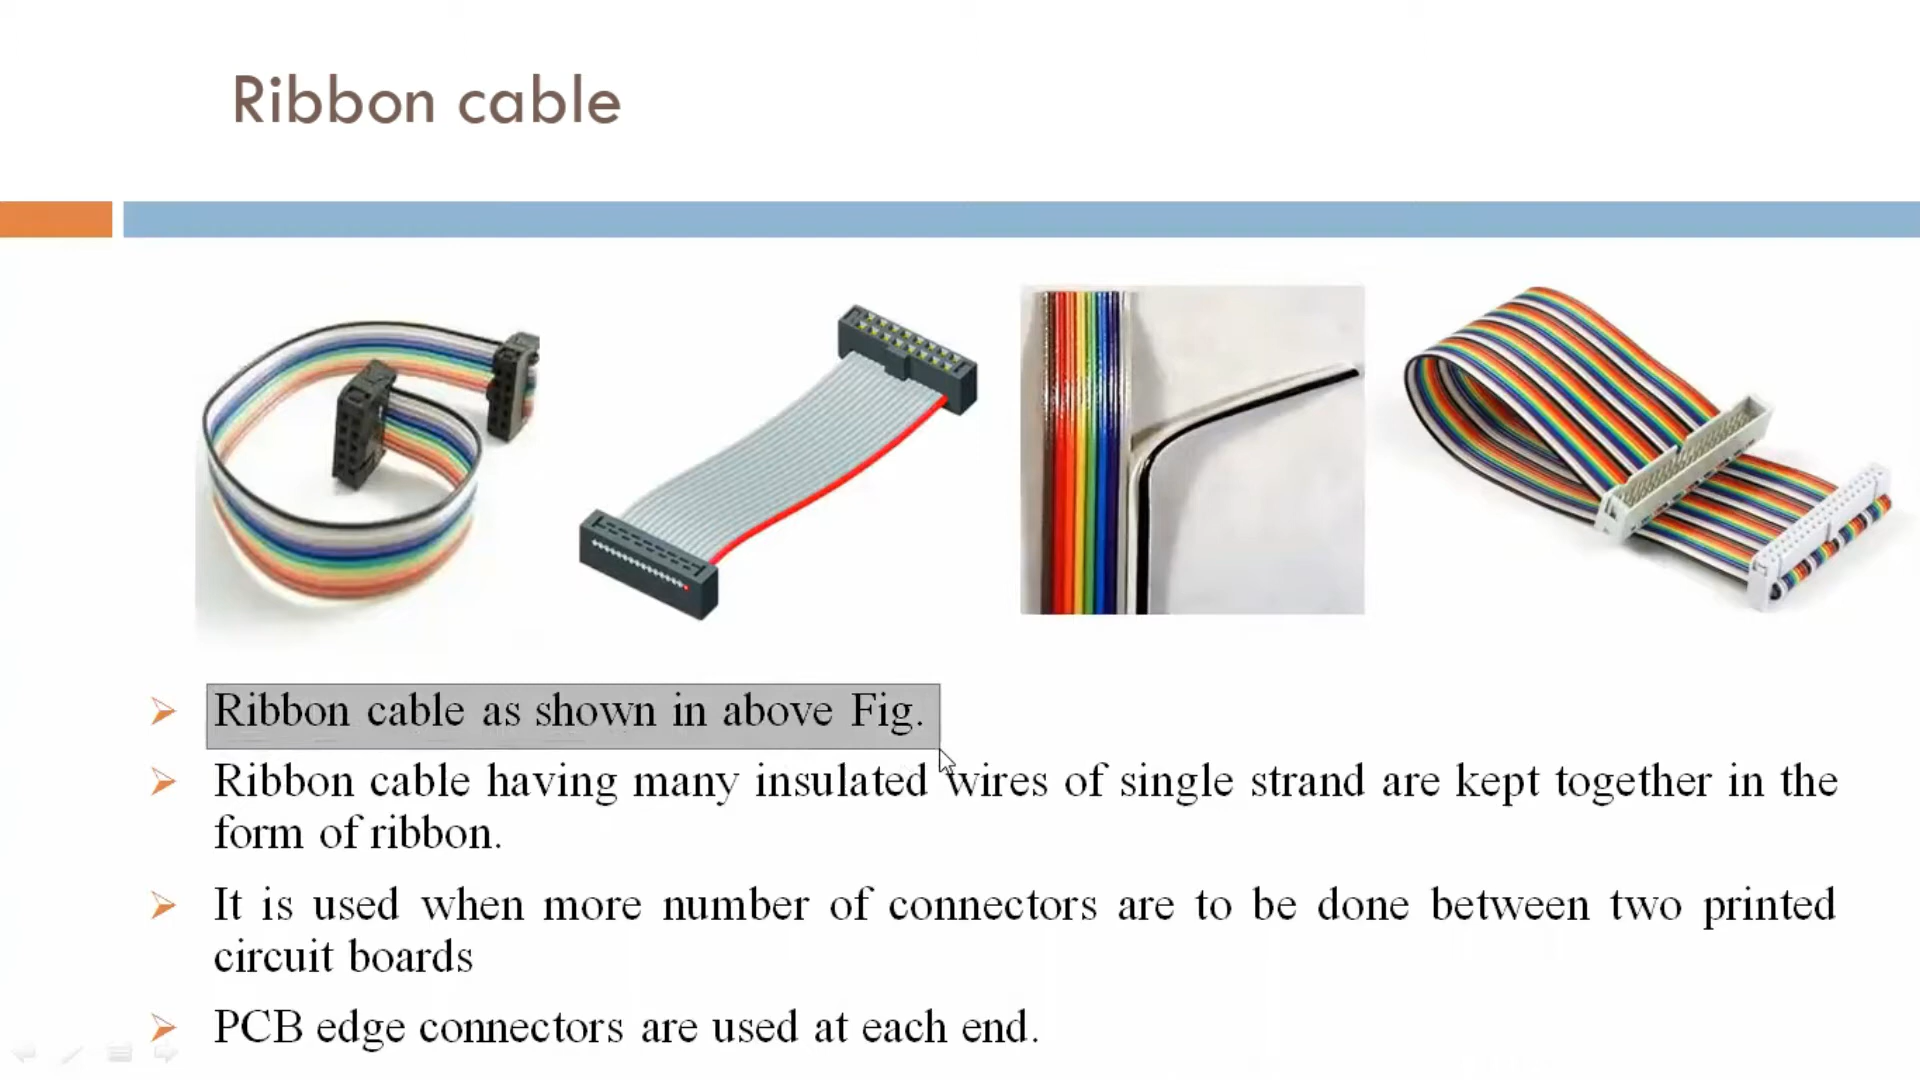 Ribbon cable
Ribbon cable as shown in above Fig.
Ribbon cable having many insulated wires of single strand are kept together in the
form of ribbon.
It is used when more number of connectors are to be done between two printed
circuit boards
PCB edge connectors are used at each end.